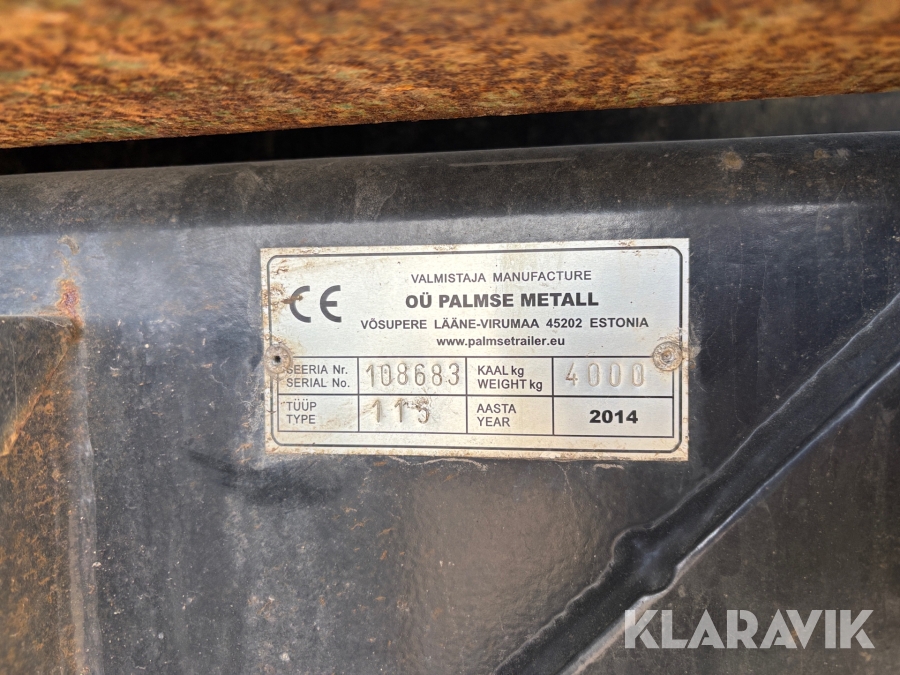 VALMISTAJA MANUFACTURE
CE
OÜ PALMSE METALL
VÕSUPERE LÄÄNE-VIRUMAA 45202 ESTONIA
www.palmsetrailer.eu
SEERIA Nr. 108683 KAAL kg 4000
SERIAL No. WEIGHT kg
TÜÜP 115 AASTA 2014
TYPE YEAR
KLARAVIK